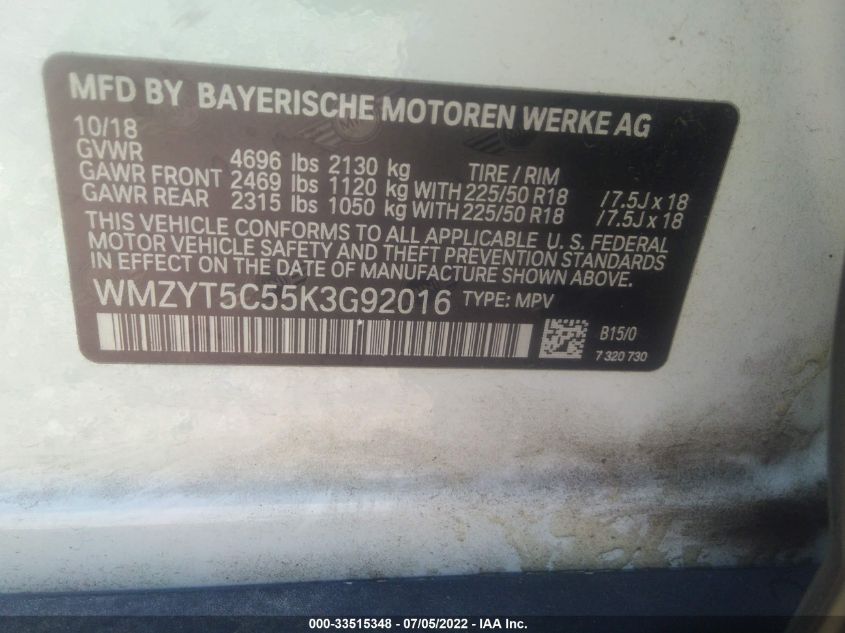 MFD BY BAYERISCHE MOTOREN WERKE AG
10/18
GVWR 4696 lbs 2130 kg TIRE / RIM
GAWR FRONT 2469 lbs 1120 kg WITH 225/50 R18 / 7.5J x 18
GAWR REAR 2315 lbs 1050 kg WITH 225/50 R18 / 7.5J x 18
THIS VEHICLE CONFORMS TO ALL APPLICABLE U. S. FEDERAL
MOTOR VEHICLE SAFETY AND THEFT PREVENTION STANDARDS
IN EFFECT ON THE DATE OF MANUFACTURE SHOWN ABOVE.
WMZYT5C55K3G92016 TYPE: MPV
B15/0
7 320 730
000-33515348 - 07/05/2022 - IAA Inc.